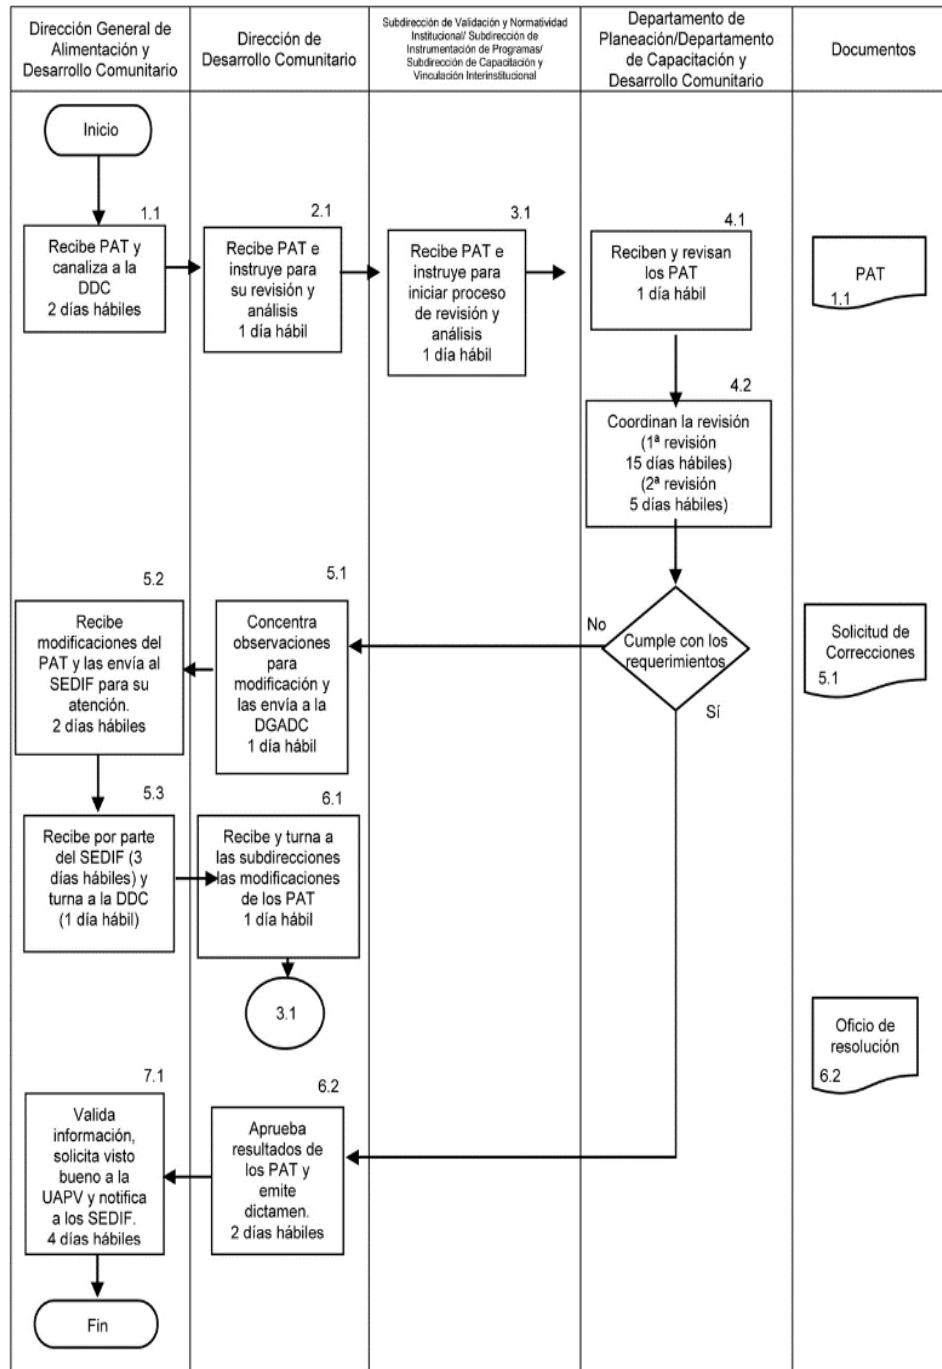 Dirección General de
Alimentación y
Desarrollo Comunitario
Dirección de
Desarrollo Comunitario
Subdirección de Validación y Normatividad
Institucional/ Subdirección de
Instrumentación de Programas/
Subdirección de Capacitación y
Vinculación Interinstitucional
Departamento de
Planeación/Departamento
de Capacitación y
Desarrollo Comunitario
Documentos
Inicio
1.1
Recibe PAT y
canaliza a la
DDC
2 días hábiles
2.1
Recibe PAT e
instruye para
su revisión y
análisis
1 día hábil
3.1
Recibe PAT e
instruye para
iniciar proceso
de revisión y
análisis
1 día hábil
4.1
Reciben y revisan
los PAT
1 día hábil
PAT
1.1
4.2
Coordinan la revisión
(1ª revisión
15 días hábiles)
(2ª revisión
5 días hábiles)
Cumple con los
requerimientos
No
Sí
Solicitud de
Correcciones
5.1
5.1
Concentra
observaciones
para
modificación y
las envía a la
DGADC
1 día hábil
5.2
Recibe
modificaciones del
PAT y las envía al
SEDIF para su
atención.
2 días hábiles
5.3
Recibe por parte
del SEDIF (3
días hábiles) y
turna a la DDC
(1 día hábil)
6.1
Recibe y turna a
las subdirecciones
las modificaciones
de los PAT
1 día hábil
3.1
Oficio de
resolución
6.2
6.2
Aprueba
resultados de
los PAT y
emite
dictamen.
2 días hábiles
7.1
Valida
información,
solicita visto
bueno a la
UAPV y notifica
a los SEDIF.
4 días hábiles
Fin